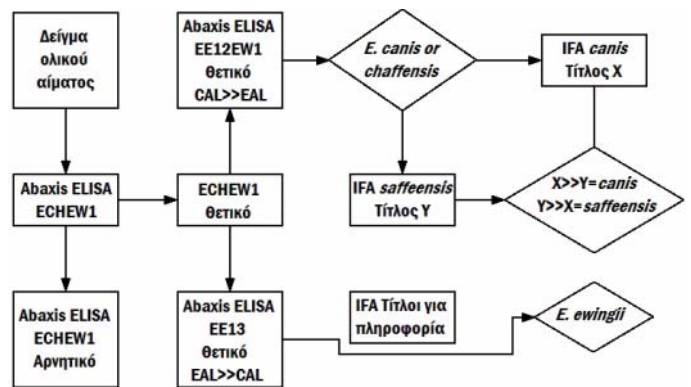 Δείγμα
ολικού
αίματος
Abaxis ELISA
EE12EW1
θετικό
CAL>>EAL
E. canis or
chaffensis
IFA canis
Τίτλος X
Abaxis ELISA
ECHEW1
ECHEW1
θετικό
IFA saffeensis
Τίτλος Y
X>>Y=canis
Y>>X=saffeensis
Abaxis ELISA
ECHEW1
Αρνητικό
Abaxis ELISA
EE13
θετικό
EAL>>CAL
IFA Τίτλοι για
πληροφορία
E. ewingii